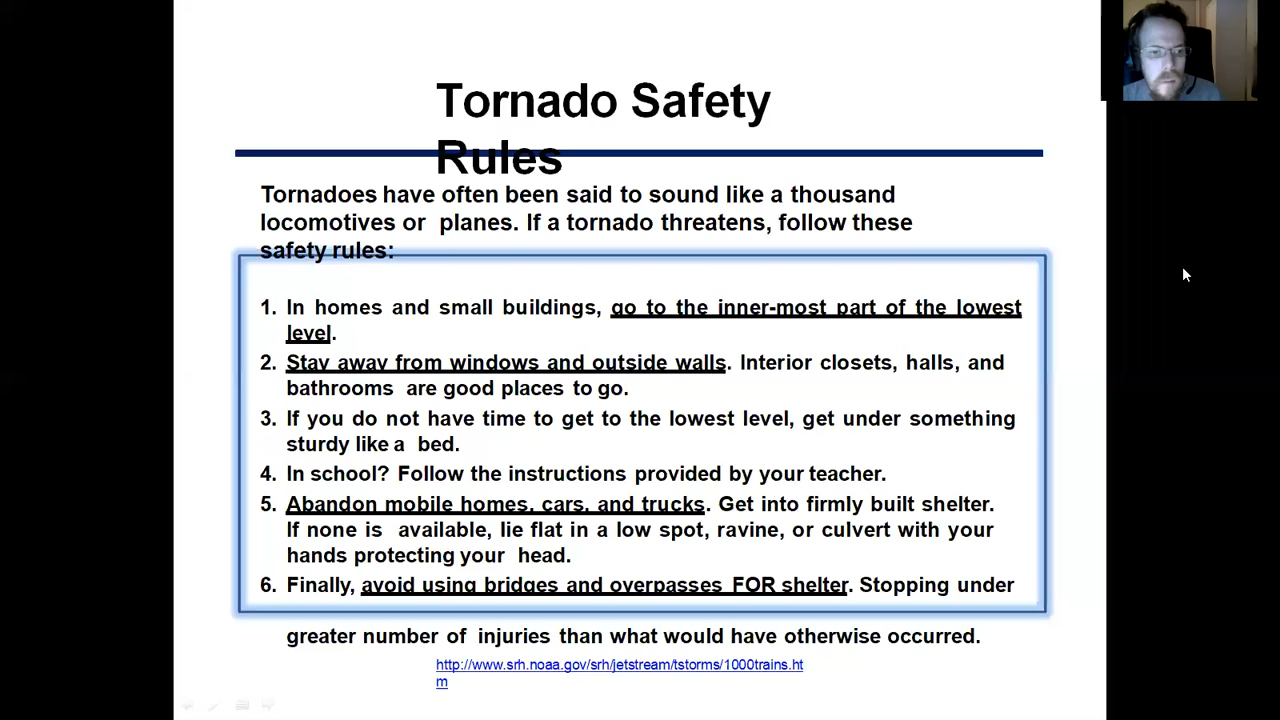 Tornado Safety
Rules
Tornadoes have often been said to sound like a thousand
locomotives or planes. If a tornado threatens, follow these
safety rules:
1. In homes and small buildings, go to the inner-most part of the lowest
level.
2. Stay away from windows and outside walls. Interior closets, halls, and
bathrooms are good places to go.
3. If you do not have time to get to the lowest level, get under something
sturdy like a bed.
4. In school? Follow the instructions provided by your teacher.
5. Abandon mobile homes, cars, and trucks. Get into firmly built shelter.
If none is available, lie flat in a low spot, ravine, or culvert with your
hands protecting your head.
6. Finally, avoid using bridges and overpasses FOR shelter. Stopping under
greater number of injuries than what would have otherwise occurred.
http://www.srh.noaa.gov/srh/jetstream/tstorms/1000trains.ht
m